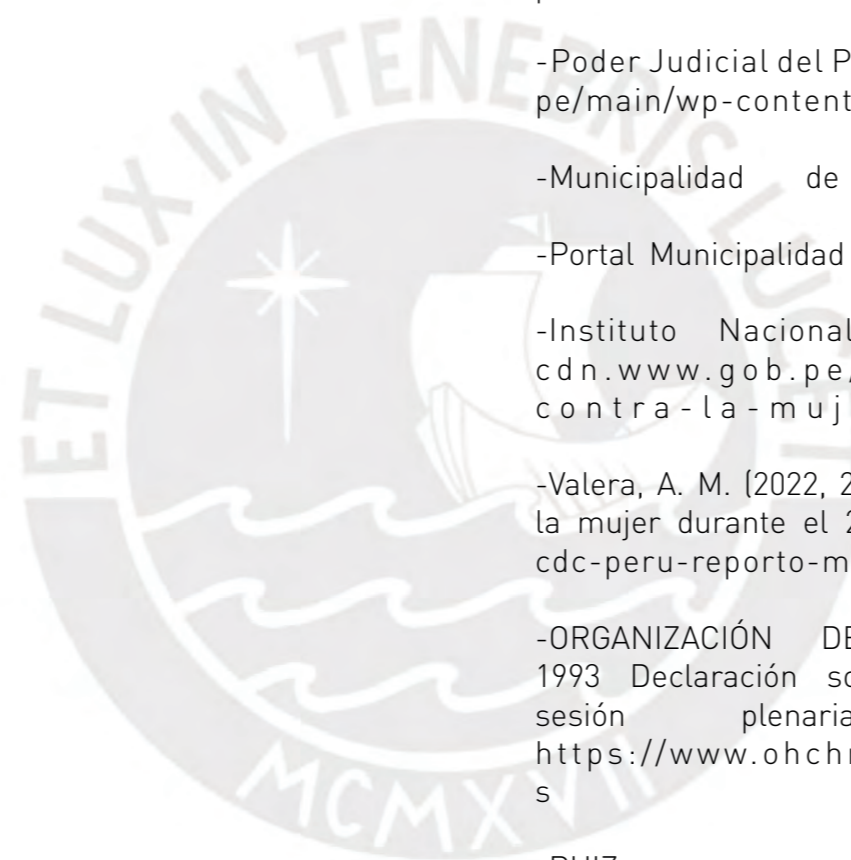 -Poder Judicial del P
pe/main/wp-content
-Municipalidad de
-Portal Municipalidad
-Instituto Nacional
cdn.www.gob.pe/
contra-la-muj
-Valera, A. M. (2022, 2
la mujer durante el 2
cdc-peru-reporto-m
-ORGANIZACIÓN DE
1993 Declaración so
sesión plenaria
https://www.ohchr
s
ET LUX IN TENEBRIS LUCET
MCMXVII